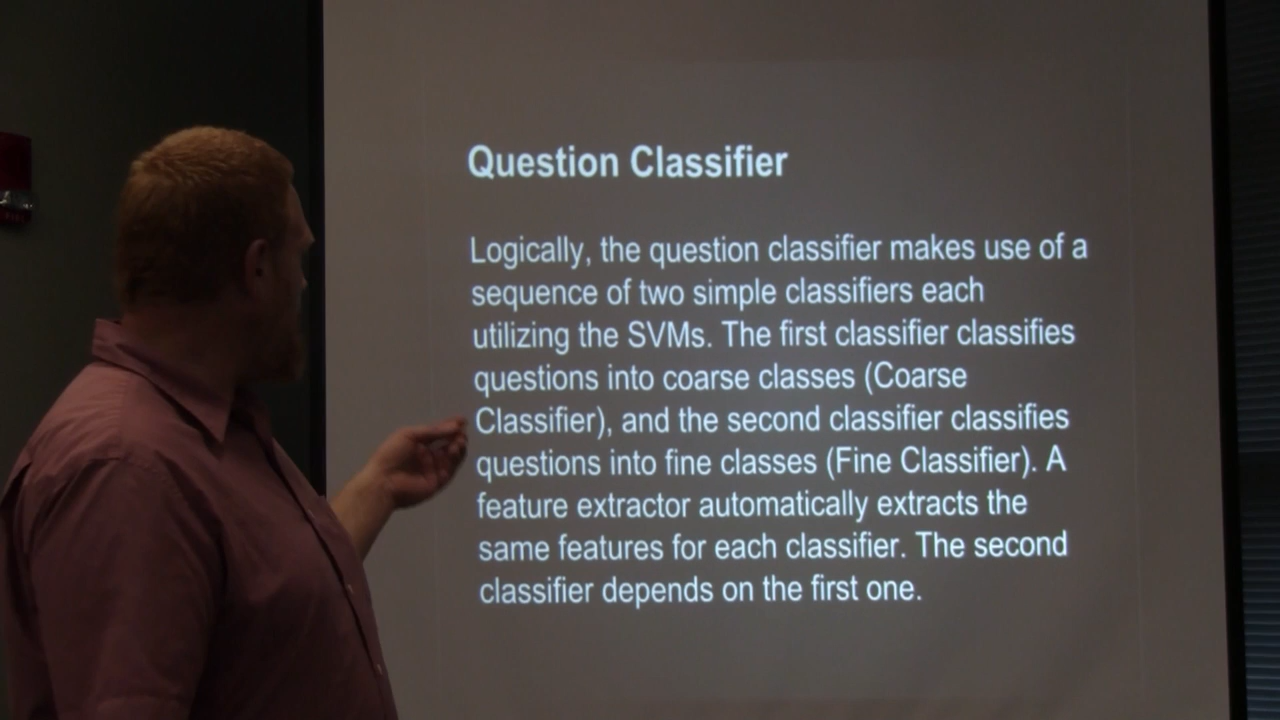 Question Classifier
Logically, the question classifier makes use of a
sequence of two simple classifiers each
utilizing the SVMs. The first classifier classifies
questions into coarse classes (Coarse
Classifier), and the second classifier classifies
questions into fine classes (Fine Classifier). A
feature extractor automatically extracts the
same features for each classifier. The second
classifier depends on the first one.